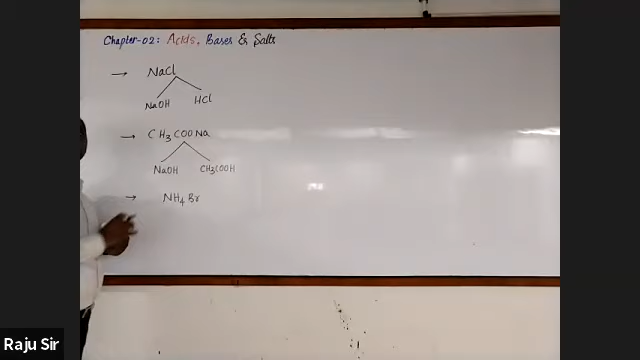 Chapter-02: Acids, Bases & Salts
→ NaCl
NaOH HCl
→ CH3COONa
NaOH CH3COOH
→ NH4Br
Raju Sir